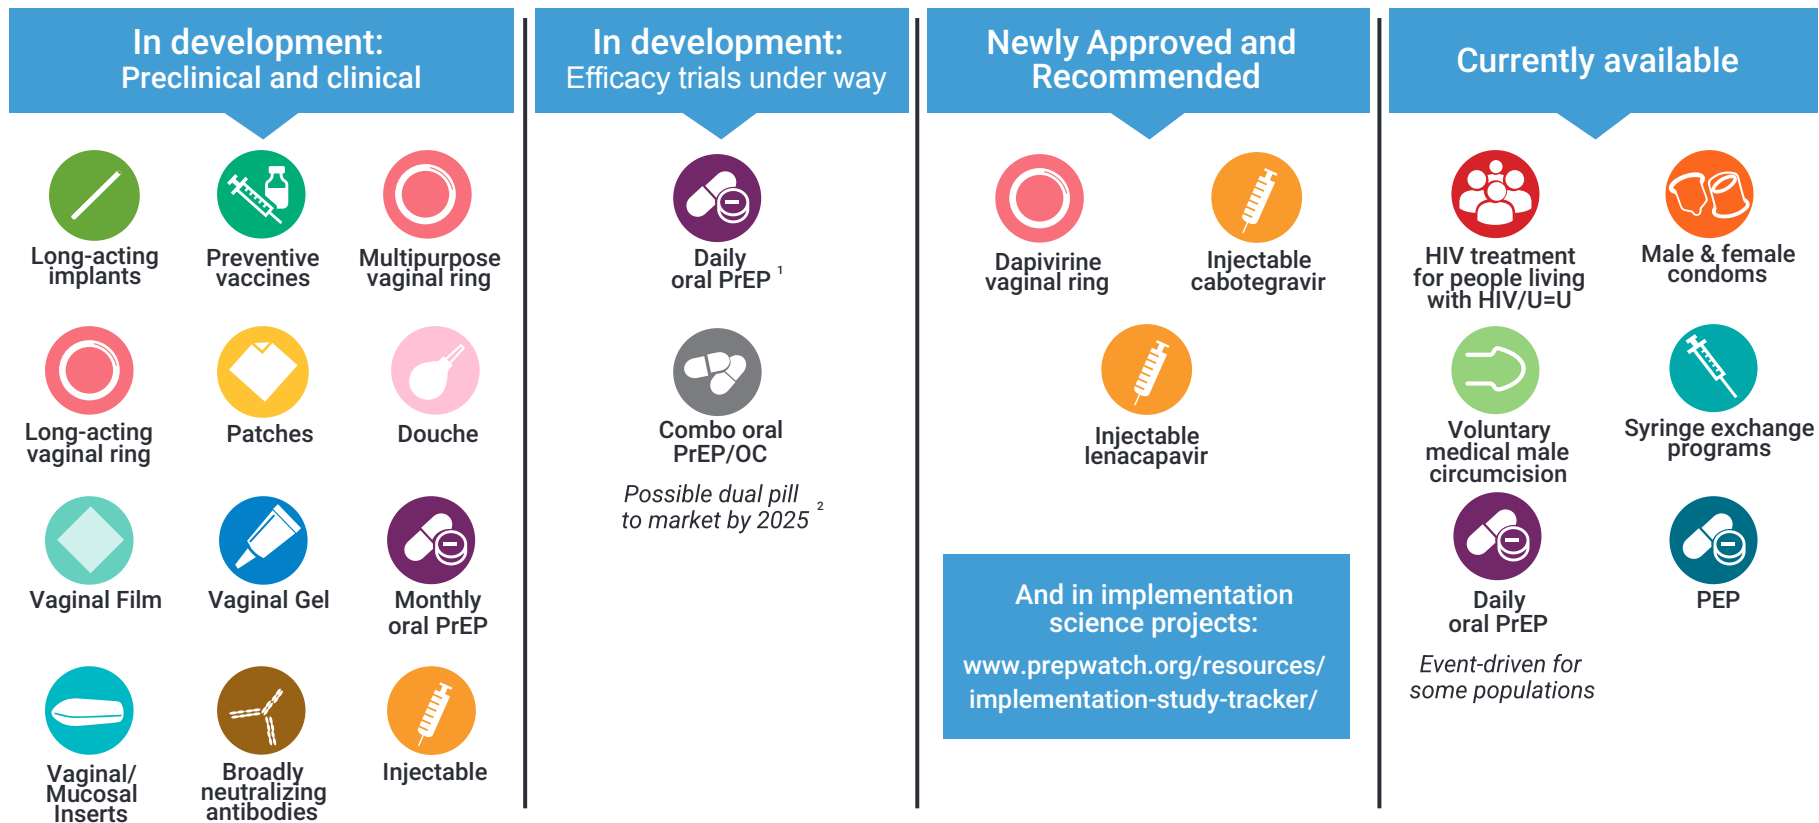 In development:
Preclinical and clinical
Long-acting
implants
Preventive
vaccines
Multipurpose
vaginal ring
Long-acting
vaginal ring
Patches
Douche
Vaginal Film
Vaginal Gel
Monthly
oral PrEP
Vaginal/
Mucosal
Inserts
Broadly
neutralizing
antibodies
Injectable
In development:
Efficacy trials under way
Daily
oral PrEP 1
Combo oral
PrEP/OC
Possible dual pill
to market by 2025 2
Newly Approved and
Recommended
Dapivirine
vaginal ring
Injectable
cabotegravir
Injectable
lenacapavir
And in implementation
science projects:
www.prepwatch.org/resources/
implementation-study-tracker/
Currently available
HIV treatment
for people living
with HIV/U=U
Male & female
condoms
Voluntary
medical male
circumcision
Syringe exchange
programs
Daily
oral PrEP
Event-driven for
some populations
PEP